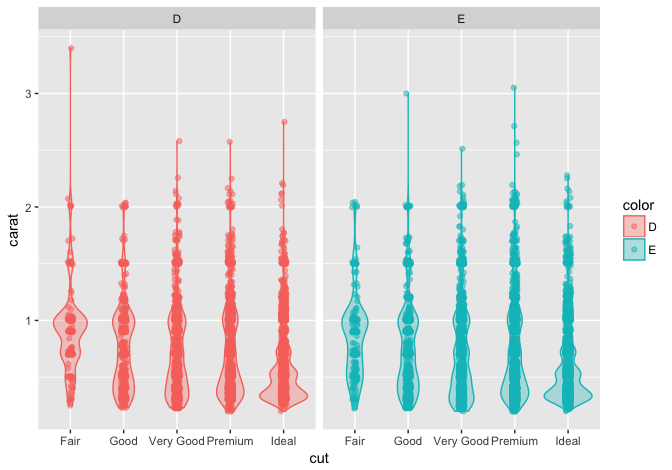 D E
carat
3
2
1
Fair Good Very Good Premium Ideal Fair Good Very Good Premium Ideal
cut
color
D
E